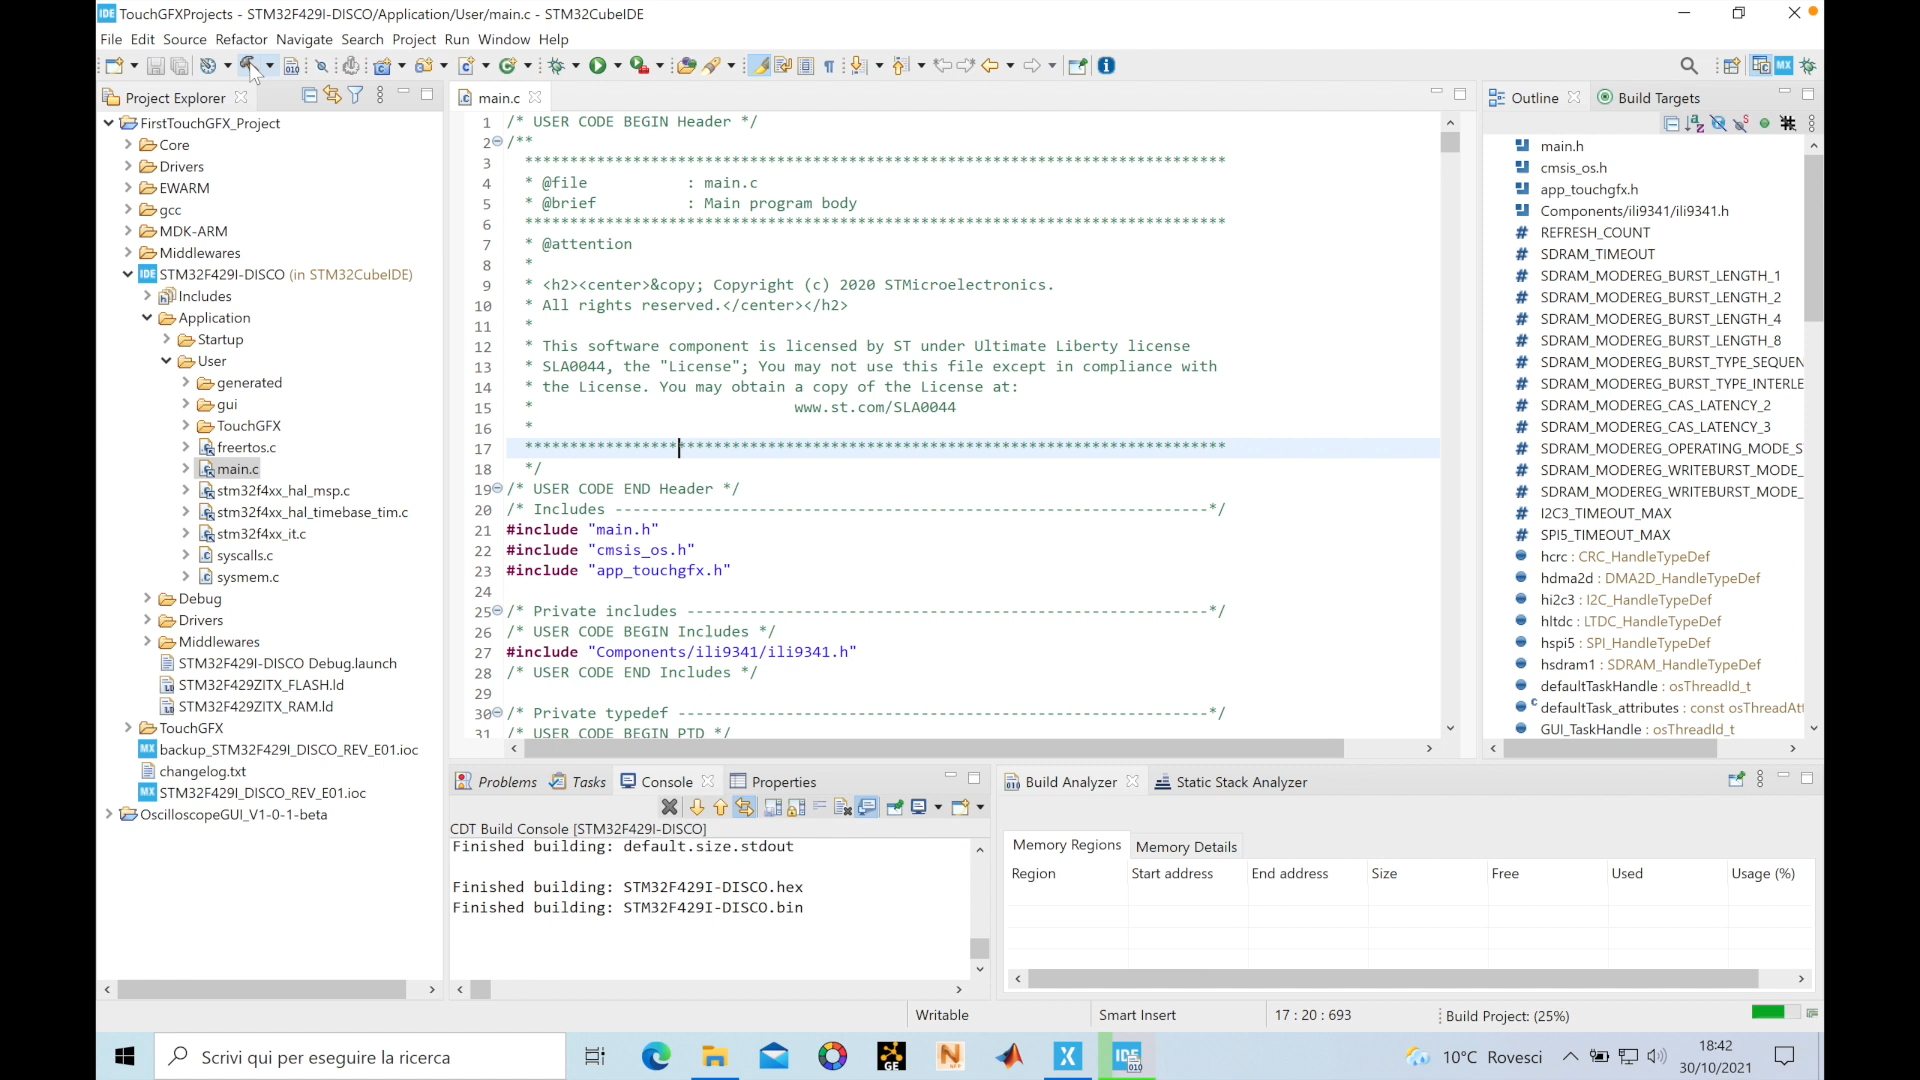 TouchGFXProjects - STM32F429I-DISCO/Application/User/main.c - STM32CubeIDE
File Edit Source Refactor Navigate Search Project Run Window Help
Project Explorer
FirstTouchGFX_Project
Core
Drivers
EWARM
gcc
MDK-ARM
Middlewares
STM32F429I-DISCO (in STM32CubeIDE)
Includes
Application
Startup
User
generated
gui
TouchGFX
freertos.c
main.c
stm32f4xx_hal_msp.c
stm32f4xx_hal_timebase_tim.c
stm32f4xx_it.c
syscalls.c
sysmem.c
Debug
Drivers
Middlewares
STM32F429I-DISCO Debug.launch
STM32F429ZITX_FLASH.ld
STM32F429ZITX_RAM.ld
TouchGFX
backup_STM32F429I_DISCO_REV_E01.ioc
changelog.txt
STM32F429I_DISCO_REV_E01.ioc
OscilloscopeGUI_V1-0-1-beta
main.c
1 /* USER CODE BEGIN Header */
2 /**
3 ******************************************************************************
4 * @file : main.c
5 * @brief : Main program body
6 ******************************************************************************
7 * @attention
8 *
9 * <h2><center>&copy; Copyright (c) 2020 STMicroelectronics.
10 * All rights reserved.</center></h2>
11 *
12 * This software component is licensed by ST under Ultimate Liberty license
13 * SLA0044, the "License"; You may not use this file except in compliance with
14 * the License. You may obtain a copy of the License at:
15 * www.st.com/SLA0044
16 *
17 ******************************************************************************
18 */
19 /* USER CODE END Header */
20 /* Includes ------------------------------------------------------------------*/
21 #include "main.h"
22 #include "cmsis_os.h"
23 #include "app_touchgfx.h"
24
25 /* Private includes ----------------------------------------------------------*/
26 /* USER CODE BEGIN Includes */
27 #include "Components/ili9341/ili9341.h"
28 /* USER CODE END Includes */
29
30 /* Private typedef -----------------------------------------------------------*/
31 /* USER CODE BEGIN PTD */
Outline
Build Targets
main.h
cmsis_os.h
app_touchgfx.h
Components/ili9341/ili9341.h
REFRESH_COUNT
SDRAM_TIMEOUT
SDRAM_MODEREG_BURST_LENGTH_1
SDRAM_MODEREG_BURST_LENGTH_2
SDRAM_MODEREG_BURST_LENGTH_4
SDRAM_MODEREG_BURST_LENGTH_8
SDRAM_MODEREG_BURST_TYPE_SEQUEN
SDRAM_MODEREG_BURST_TYPE_INTERLE
SDRAM_MODEREG_CAS_LATENCY_2
SDRAM_MODEREG_CAS_LATENCY_3
SDRAM_MODEREG_OPERATING_MODE_S
SDRAM_MODEREG_WRITEBURST_MODE_
SDRAM_MODEREG_WRITEBURST_MODE_
I2C3_TIMEOUT_MAX
SPI5_TIMEOUT_MAX
hcrc : CRC_HandleTypeDef
hdma2d : DMA2D_HandleTypeDef
hi2c3 : I2C_HandleTypeDef
hltdc : LTDC_HandleTypeDef
hspi5 : SPI_HandleTypeDef
hsdram1 : SDRAM_HandleTypeDef
defaultTaskHandle : osThreadId_t
defaultTask_attributes : const osThreadAtt
GUI_TaskHandle : osThreadId_t
Problems Tasks Console Properties
CDT Build Console [STM32F429I-DISCO]
Finished building: default.size.stdout
Finished building: STM32F429I-DISCO.hex
Finished building: STM32F429I-DISCO.bin
Build Analyzer Static Stack Analyzer
Memory Regions Memory Details
Region Start address End address Size Free Used Usage (%)
Writable Smart Insert 17 : 20 : 693 Build Project: (25%)
Scrivi qui per eseguire la ricerca
10°C Rovesci
18:42
30/10/2021